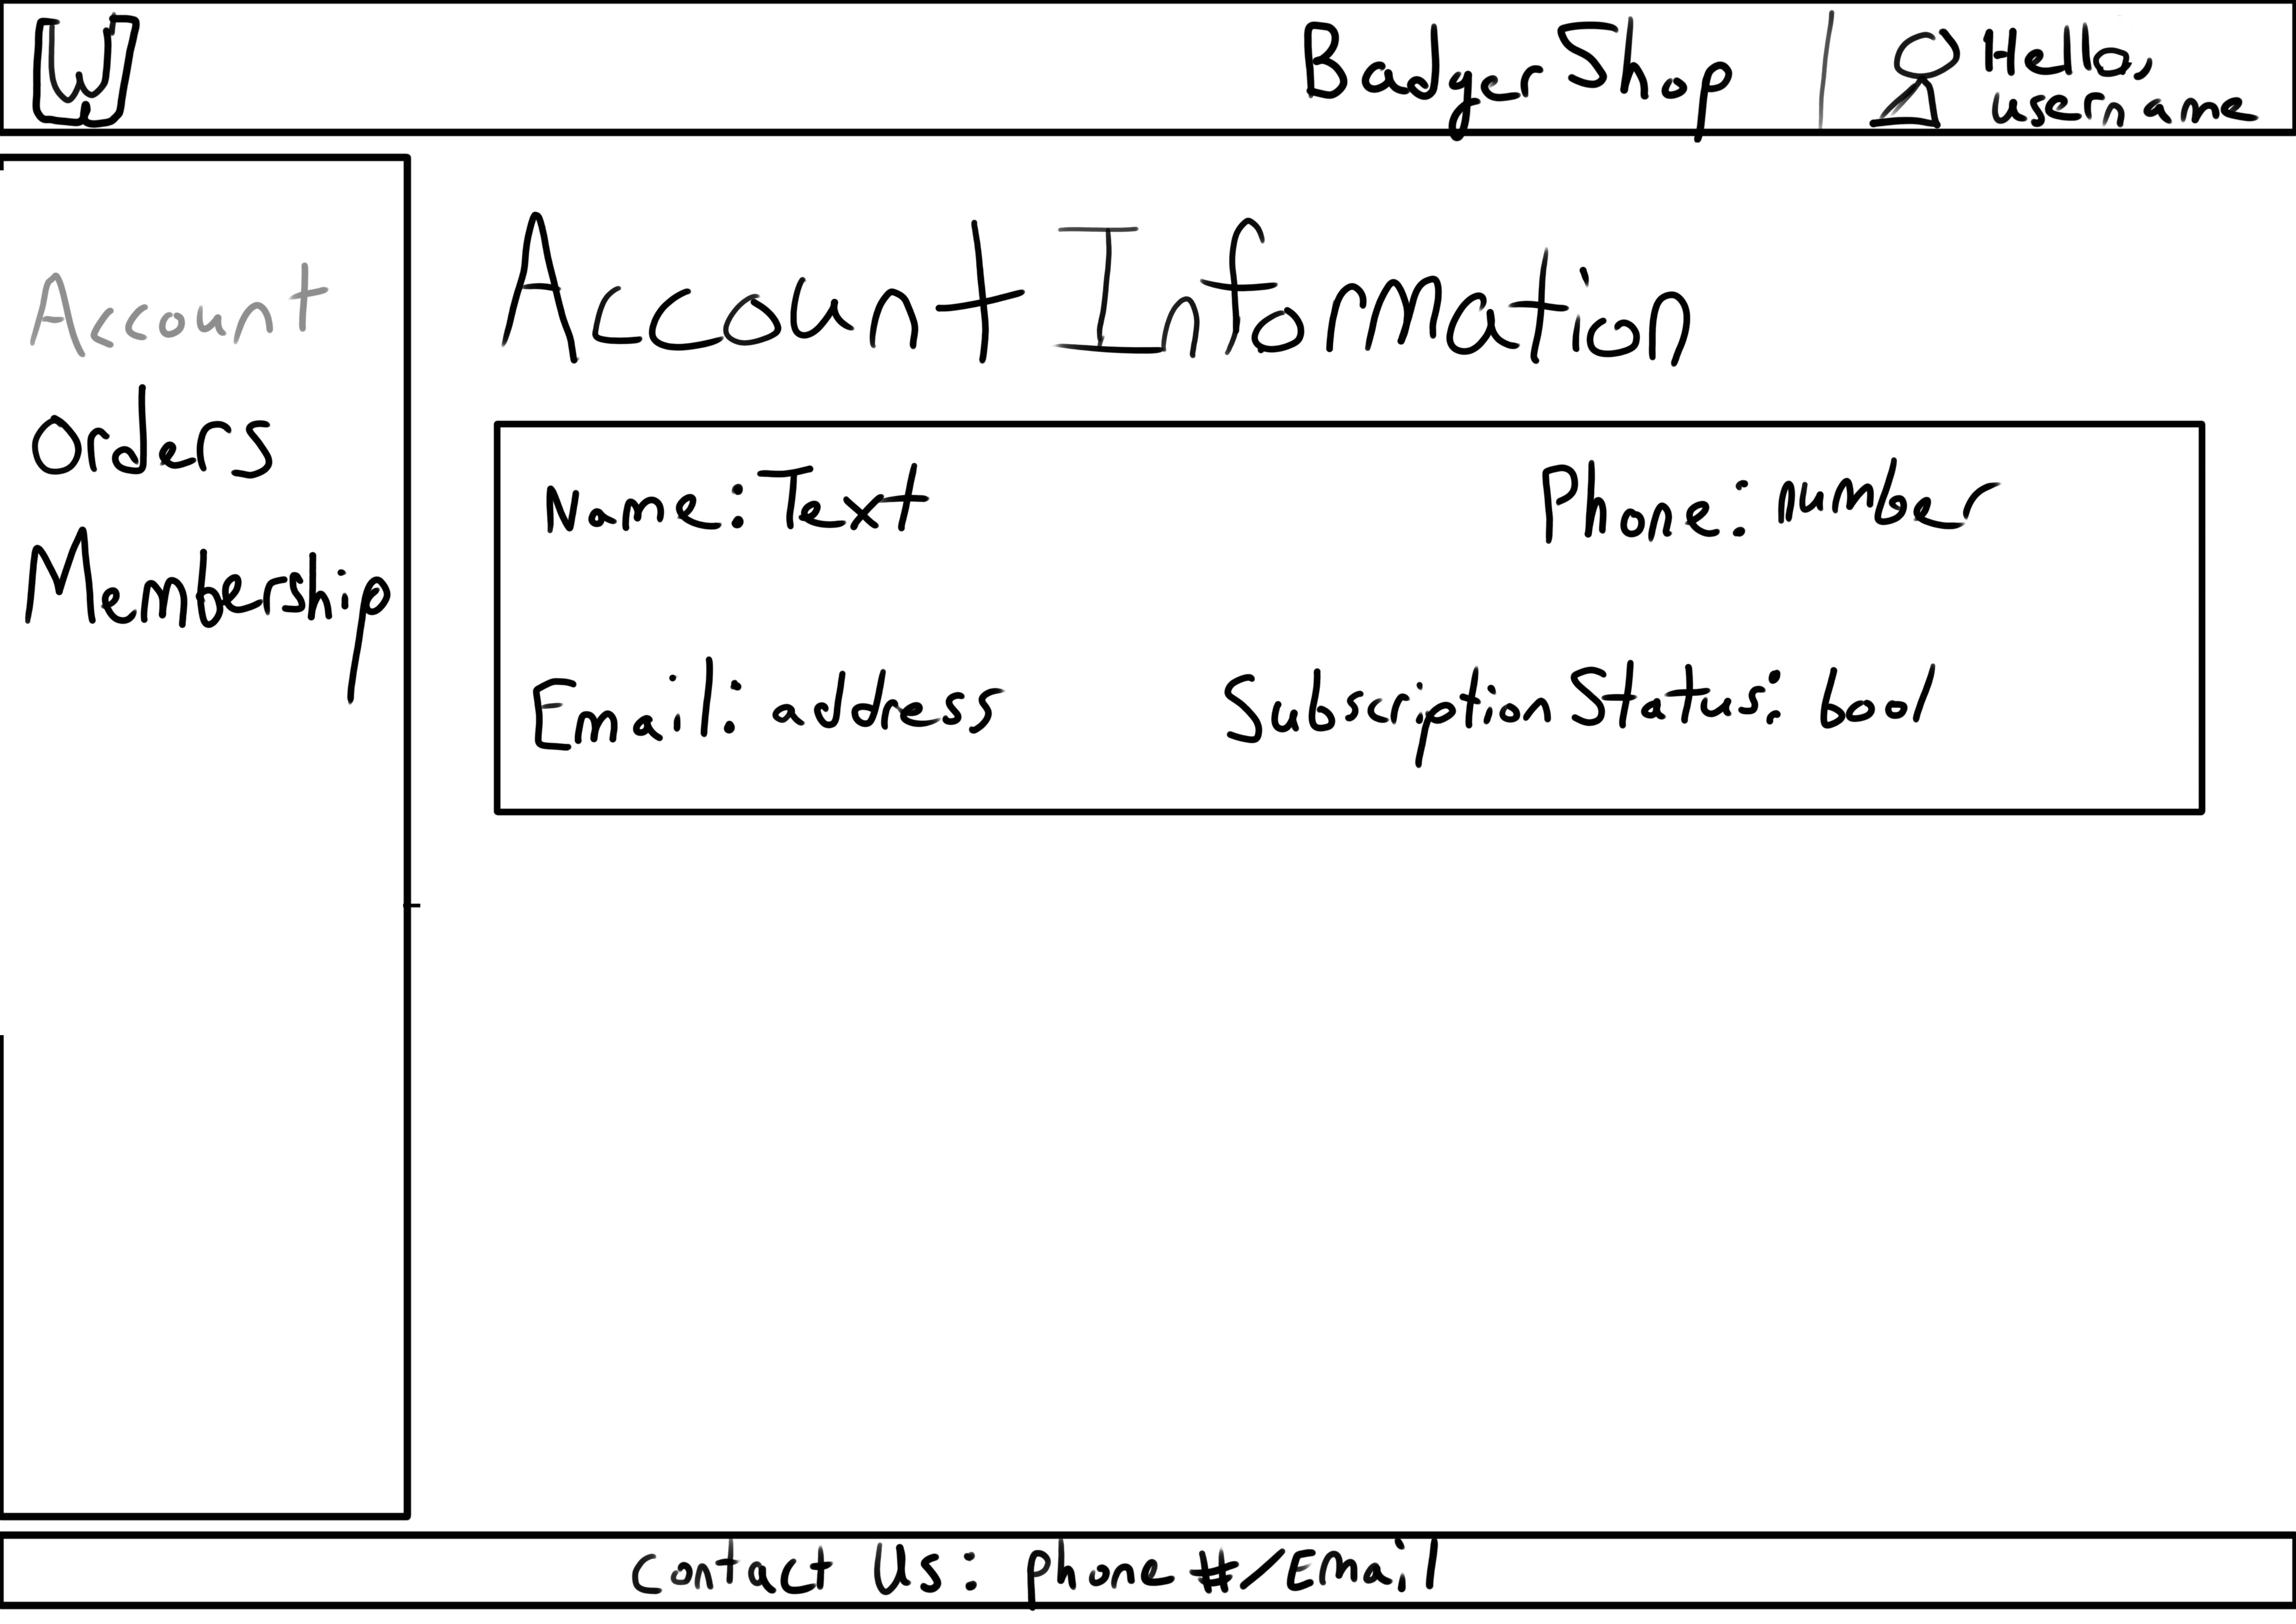 W
Badger Shop
Hello,
username
Account
Orders
Membership
Account Information
Name: Text
Phone: number
Email: address
Subscription Status: bool
Contact Us: phone #/Email